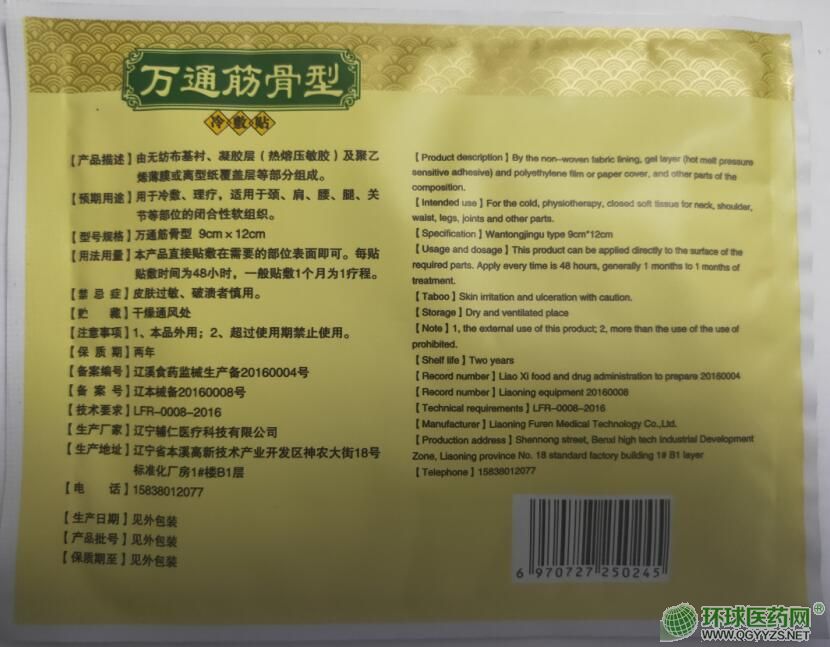 万通筋骨型
冷敷贴
【产品描述】由无纺布基衬、凝胶层（热熔压敏胶）及聚乙
烯薄膜或离型纸覆盖层等部分组成。
【预期用途】用于冷敷、理疗，适用于颈、肩、腰、腿、关
节等部位的闭合性软组织。
【型号规格】万通筋骨型 9cm×12cm
【用法用量】本产品直接贴敷在需要的部位表面即可。每贴
贴敷时间为48小时，一般贴敷1个月为1疗程。
【禁忌症】皮肤过敏、破溃者慎用。
【贮 藏】干燥通风处
【注意事项】1、本品外用；2、超过使用期禁止使用。
【保 质 期】两年
【备案编号】辽溪食药监械生产备20160004号
【备 案 号】辽本械备20160008号
【技术要求】LFR-0008-2016
【生产厂家】辽宁辅仁医疗科技有限公司
【生产地址】辽宁省本溪高新技术产业开发区神农大街18号
标准化厂房1#楼B1层
【电 话】15838012077
【生产日期】见外包装
【产品批号】见外包装
【保质期至】见外包装
【Product description】By the non-woven fabric lining, gel layer (hot melt pressure
sensitive adhesive) and polyethylene film or paper cover, and other parts of the
composition.
【Intended use】For the cold, physiotherapy, closed soft tissue for neck, shoulder,
waist, legs, joints and other parts.
【Specification】Wantongjingu type 9cm*12cm
【Usage and dosage】This product can be applied directly to the surface of the
required parts. Apply every time is 48 hours, generally 1 months to 1 months of
treatment.
【Taboo】Skin irritation and ulceration with caution.
【Storage】Dry and ventilated place
【Note】1, the external use of this product; 2, more than the use of the use of
prohibited.
【Shelf life】Two years
【Record number】Liao Xi food and drug administration to prepare 20160004
【Record number】Liaoning equipment 20160008
【Technical requirements】LFR-0008-2016
【Manufacturer】Liaoning Furen Medical Technology Co.,Ltd.
【Production address】Shennong street, Benxi high tech Industrial Development
Zone, Liaoning province No. 18 standard factory building 1# B1 layer
【Telephone】15838012077
6 970727 250245
环球医药网®
WWW.QGYYZS.NET